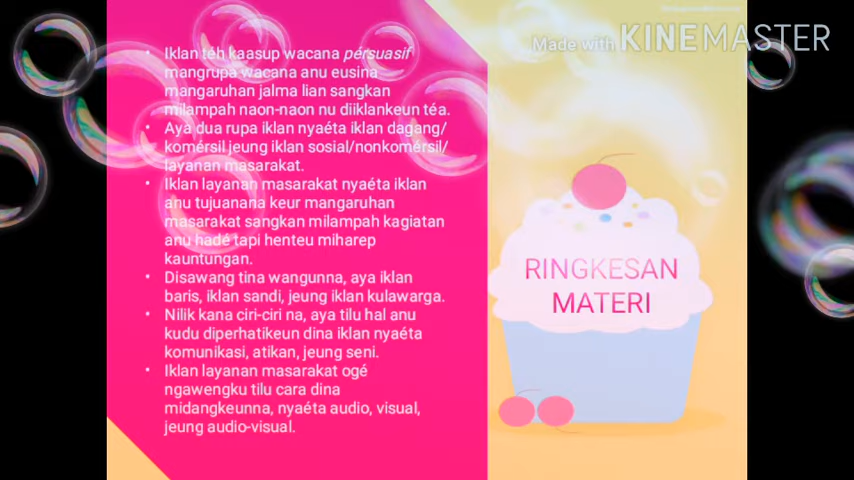 • Iklan téh kaasup wacana pérsuasif
mangrupa wacana anu eusina
mangaruhan jalma lian sangkan
milampah naon-naon nu diiklankeun téa.
• Aya dua rupa iklan nyaéta iklan dagang/
komérsil jeung iklan sosial/nonkomérsil/
layanan masarakat.
• Iklan layanan masarakat nyaéta iklan
anu tujuanana keur mangaruhan
masarakat sangkan milampah kagiatan
anu hadé tapi henteu miharep
kauntungan.
• Disawang tina wangunna, aya iklan
baris, iklan sandi, jeung iklan kulawarga.
• Nilik kana ciri-ciri na, aya tilu hal anu
kudu diperhatikeun dina iklan nyaéta
komunikasi, atikan, jeung seni.
• Iklan layanan masarakat ogé
ngawengku tilu cara dina
midangkeunna, nyaéta audio, visual,
jeung audio-visual.
RINGKESAN
MATERI
Made with KINEMASTER